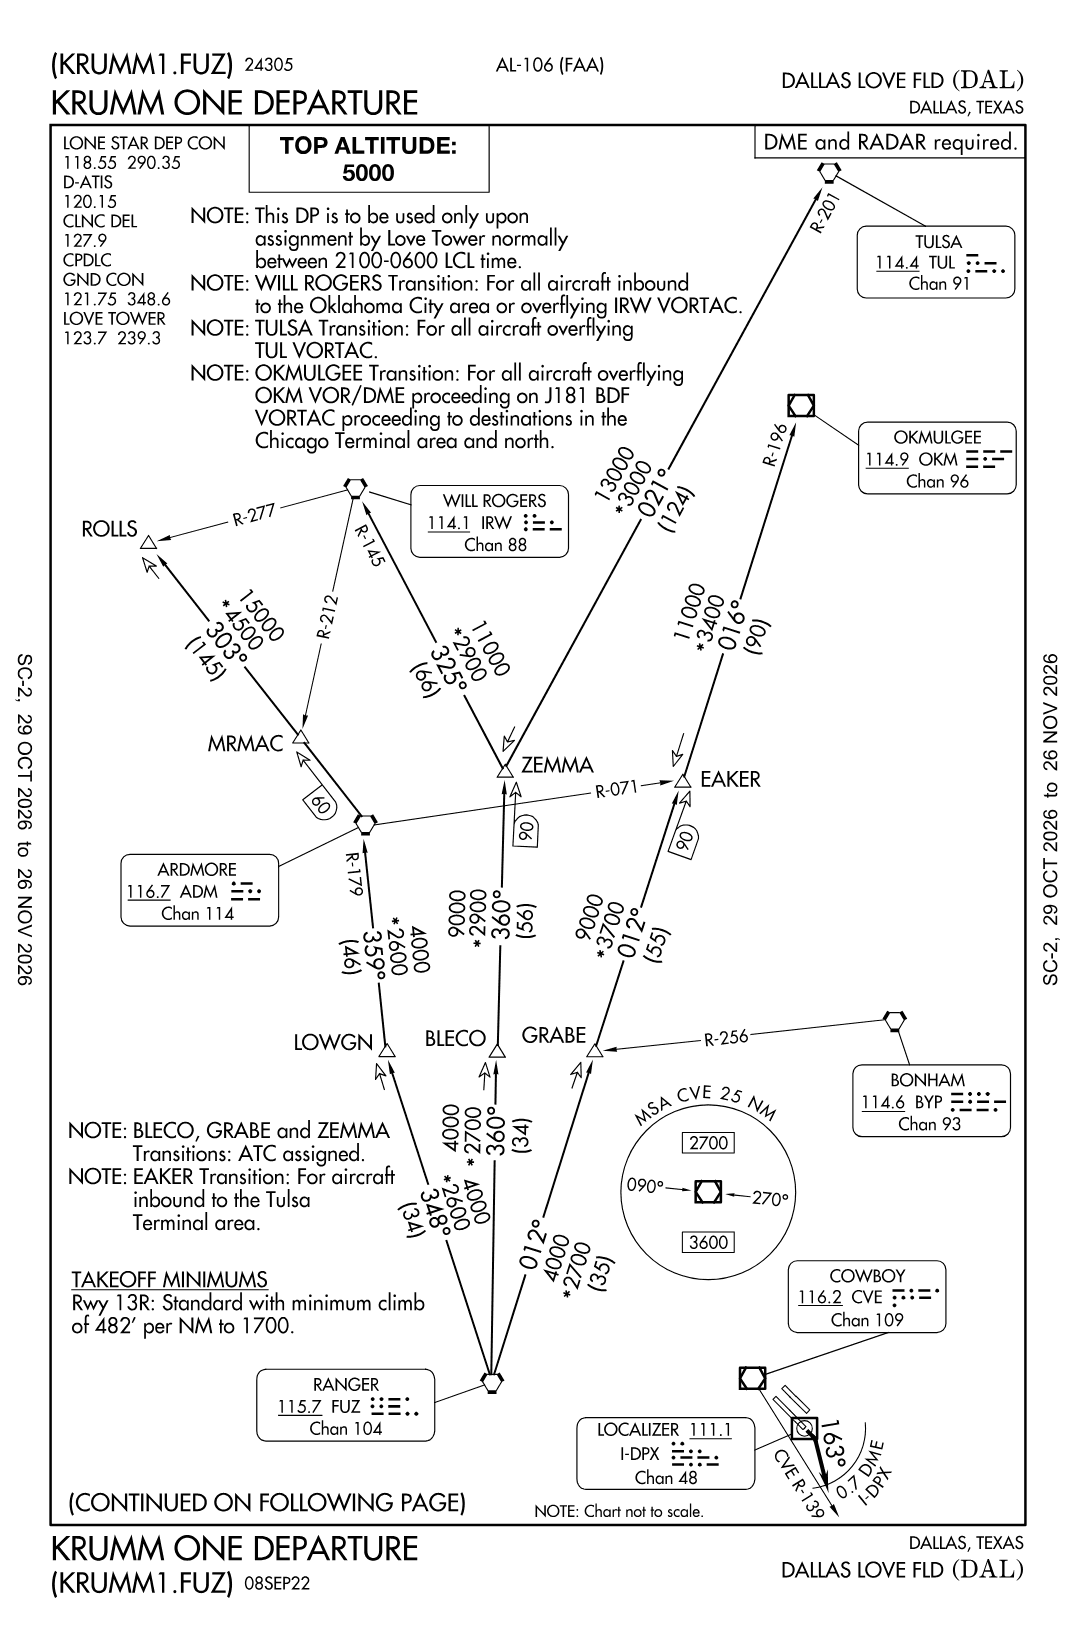 (KRUMM1.FUZ) 24305
AL-106 (FAA)
DALLAS LOVE FLD (DAL)
KRUMM ONE DEPARTURE
DALLAS, TEXAS
LONE STAR DEP CON
118.55 290.35
D-ATIS
120.15
CLNC DEL
127.9
CPDLC
GND CON
121.75 348.6
LOVE TOWER
123.7 239.3
TOP ALTITUDE:
5000
DME and RADAR required.
NOTE: This DP is to be used only upon
assignment by Love Tower normally
between 2100-0600 LCL time.
NOTE: WILL ROGERS Transition: For all aircraft inbound
to the Oklahoma City area or overflying IRW VORTAC.
NOTE: TULSA Transition: For all aircraft overflying
TUL VORTAC.
NOTE: OKMULGEE Transition: For all aircraft overflying
OKM VOR/DME proceeding on J181 BDF
VORTAC proceeding to destinations in the
Chicago Terminal area and north.
R-201
TULSA
114.4 TUL
Chan 91
R-196
OKMULGEE
114.9 OKM
Chan 96
13000
*3000
021°
(124)
WILL ROGERS
114.1 IRW
Chan 88
R-277
R-145
R-212
ROLLS
15000
*4500
303°
(145)
11000
*2900
325°
(66)
11000
*3400
016°
(90)
MRMAC
60
ZEMMA
90
EAKER
90
R-071
ARDMORE
116.7 ADM
Chan 114
R-179
4000
*2600
359°
(46)
9000
*2900
360°
(56)
9000
*3700
012°
(55)
LOWGN
BLECO
GRABE
R-256
BONHAM
114.6 BYP
Chan 93
NOTE: BLECO, GRABE and ZEMMA
Transitions: ATC assigned.
NOTE: EAKER Transition: For aircraft
inbound to the Tulsa
Terminal area.
4000
*2700
360°
(34)
4000
*2600
348°
(34)
012°
4000
*2700
(35)
MSA CVE 25 NM
2700
090°
270°
3600
TAKEOFF MINIMUMS
Rwy 13R: Standard with minimum climb
of 482' per NM to 1700.
COWBOY
116.2 CVE
Chan 109
RANGER
115.7 FUZ
Chan 104
LOCALIZER 111.1
I-DPX
Chan 48
163°
CVE R-139
0.7 DME
I-DPX
(CONTINUED ON FOLLOWING PAGE)
NOTE: Chart not to scale.
KRUMM ONE DEPARTURE
DALLAS, TEXAS
(KRUMM1.FUZ) 08SEP22
DALLAS LOVE FLD (DAL)
SC-2, 29 OCT 2026 to 26 NOV 2026
SC-2, 29 OCT 2026 to 26 NOV 2026